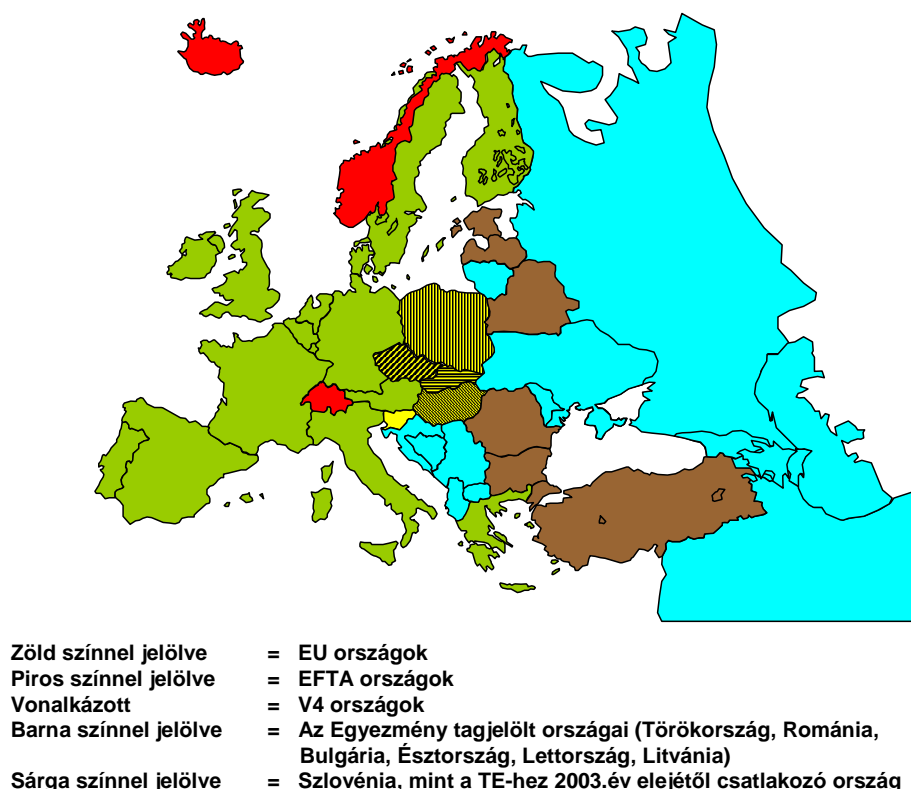 Zöld színnel jelölve = EU országok
Piros színnel jelölve = EFTA országok
Vonalkázott = V4 országok
Barna színnel jelölve = Az Egyezmény tagjelölt országai (Törökország, Románia,
Bulgária, Észtország, Lettország, Litvánia)
Sárga színnel jelölve = Szlovénia, mint a TE-hez 2003.év elejétől csatlakozó ország